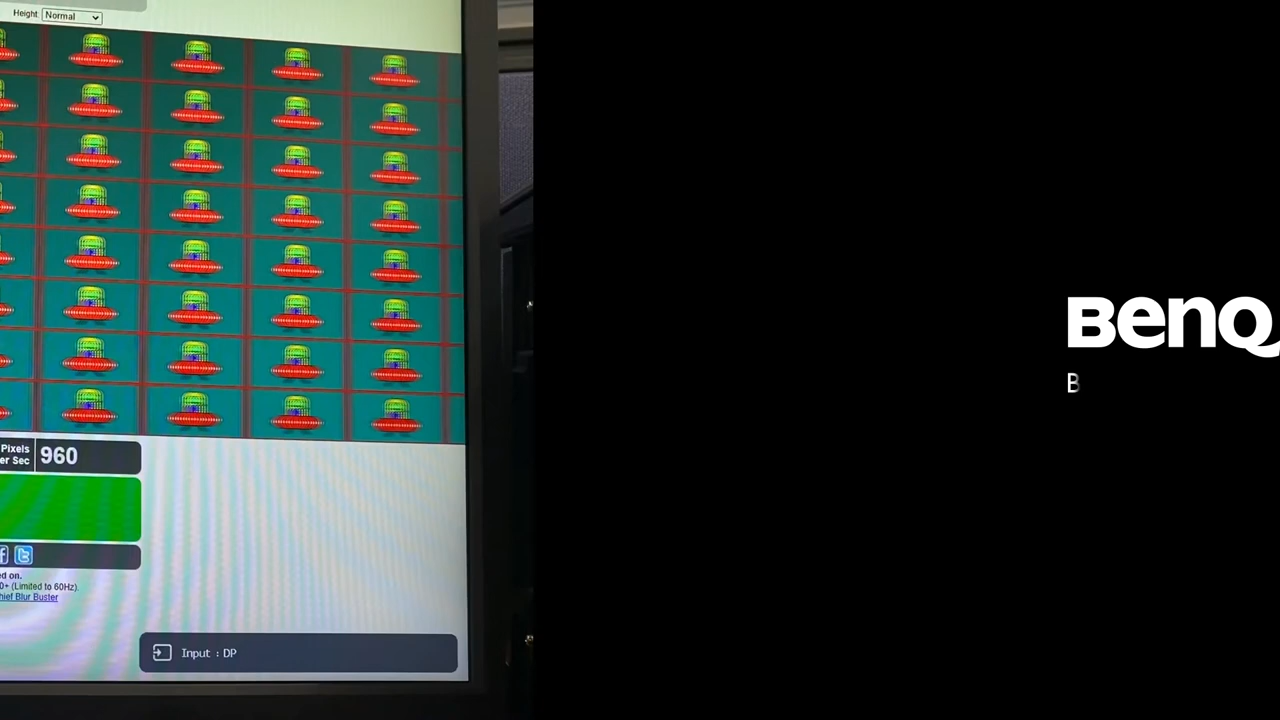 Height Normal
Pixels
er Sec 960
ed on.
0+ (Limited to 60Hz).
hief Blur Buster
Input : DP
BenQ
B